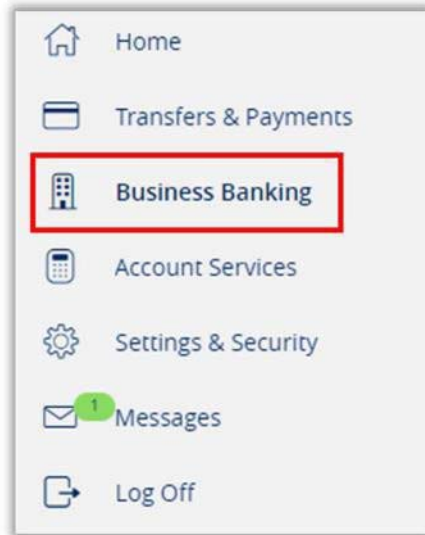 Home
Transfers & Payments
Business Banking
Account Services
Settings & Security
1
Messages
Log Off